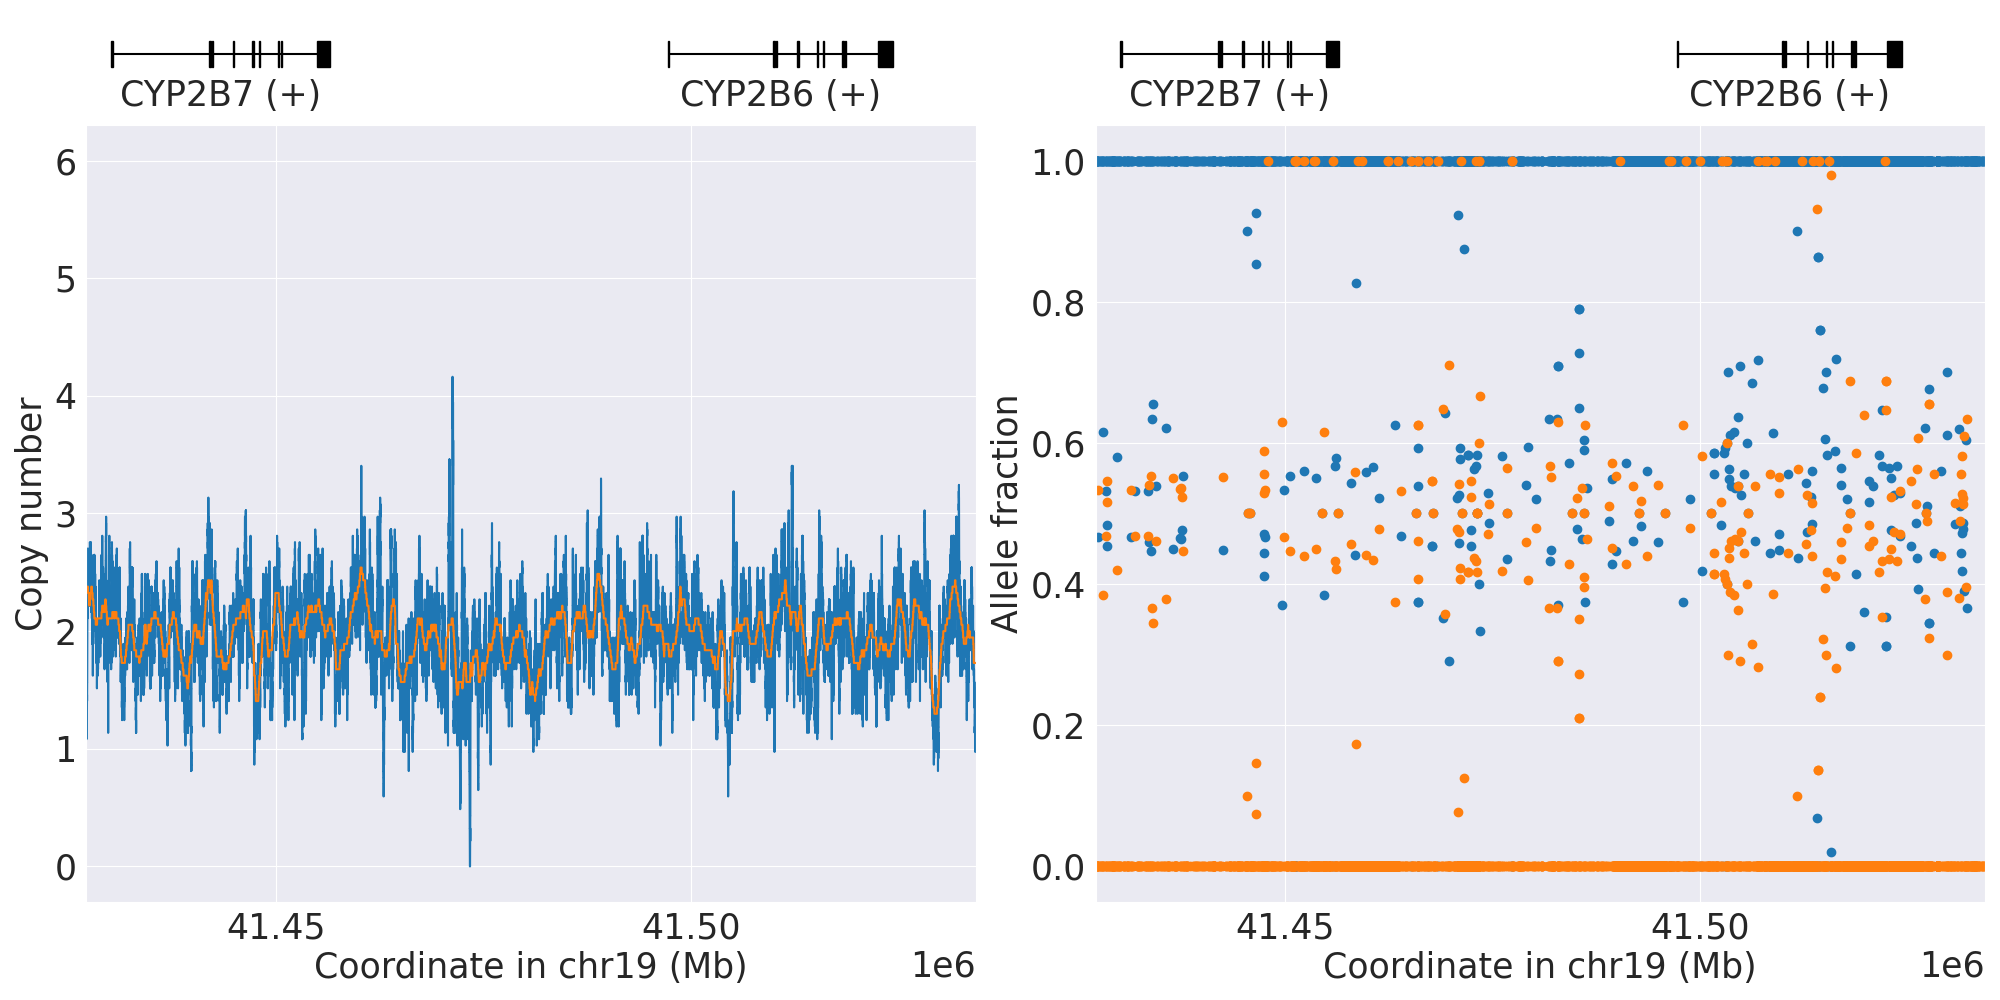 CYP2B7 (+)
CYP2B6 (+)
Copy number
6
5
4
3
2
1
0
41.45
41.50
Coordinate in chr19 (Mb)
1e6
CYP2B7 (+)
CYP2B6 (+)
Allele fraction
1.0
0.8
0.6
0.4
0.2
0.0
41.45
41.50
Coordinate in chr19 (Mb)
1e6